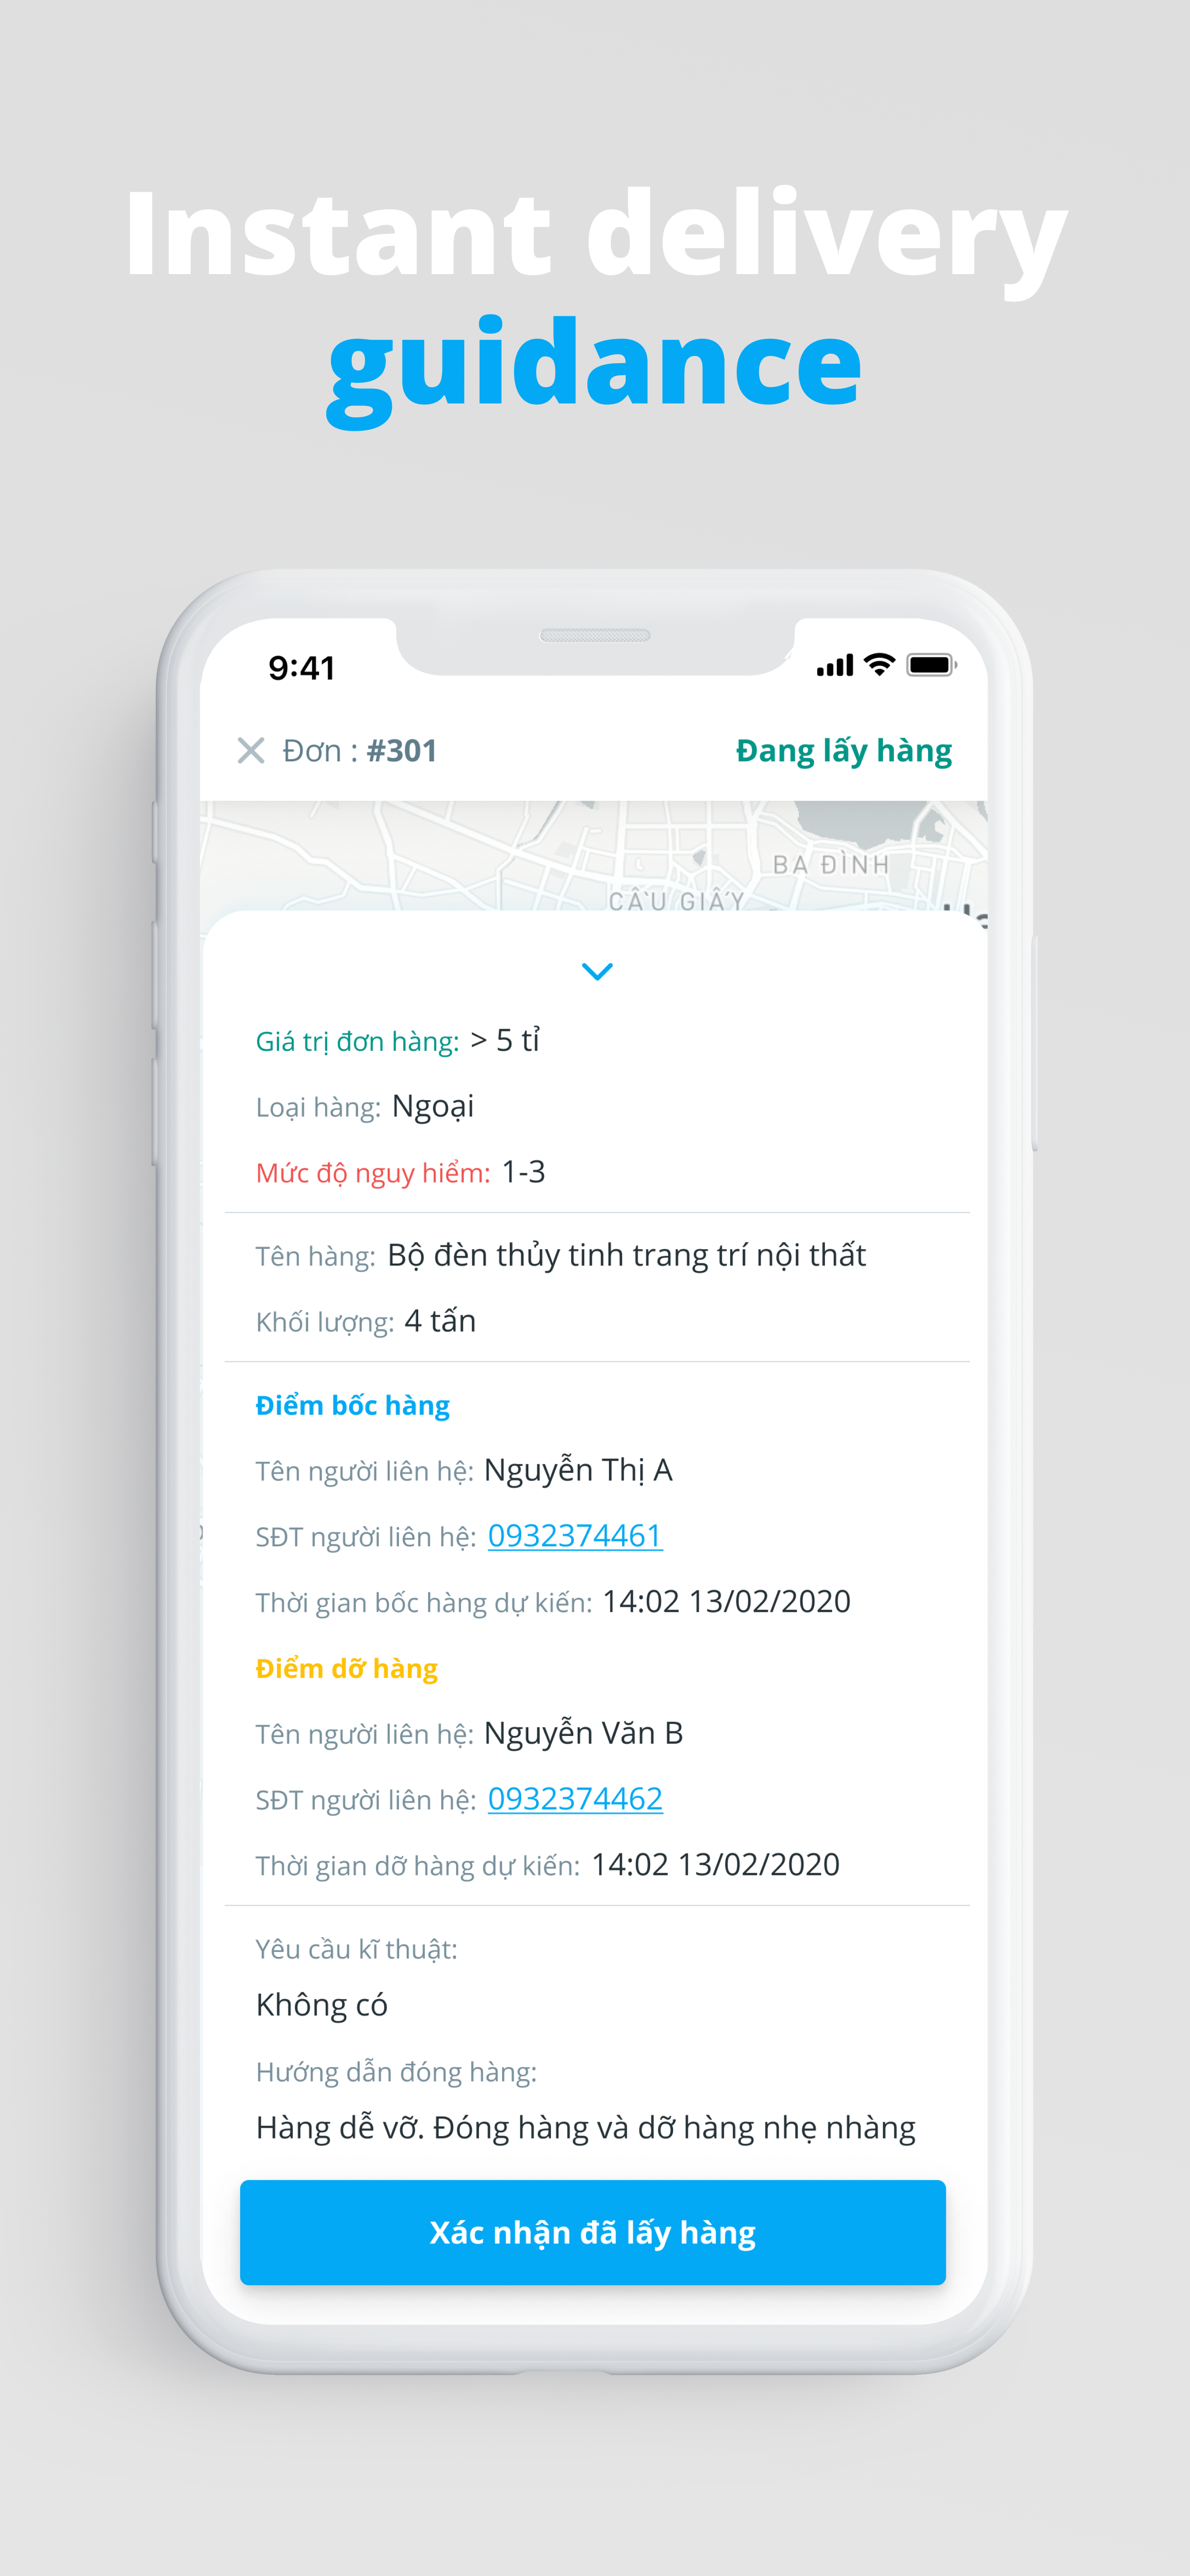 Instant delivery
guidance
9:41
Đơn : #301
Đang lấy hàng
BA ĐÌNH
CẦU GIẤY
Giá trị đơn hàng: > 5 tỉ
Loại hàng: Ngoại
Mức độ nguy hiểm: 1-3
Tên hàng: Bộ đèn thủy tinh trang trí nội thất
Khối lượng: 4 tấn
Điểm bốc hàng
Tên người liên hệ: Nguyễn Thị A
SĐT người liên hệ: 0932374461
Thời gian bốc hàng dự kiến: 14:02 13/02/2020
Điểm dỡ hàng
Tên người liên hệ: Nguyễn Văn B
SĐT người liên hệ: 0932374462
Thời gian dỡ hàng dự kiến: 14:02 13/02/2020
Yêu cầu kĩ thuật:
Không có
Hướng dẫn đóng hàng:
Hàng dễ vỡ. Đóng hàng và dỡ hàng nhẹ nhàng
Xác nhận đã lấy hàng